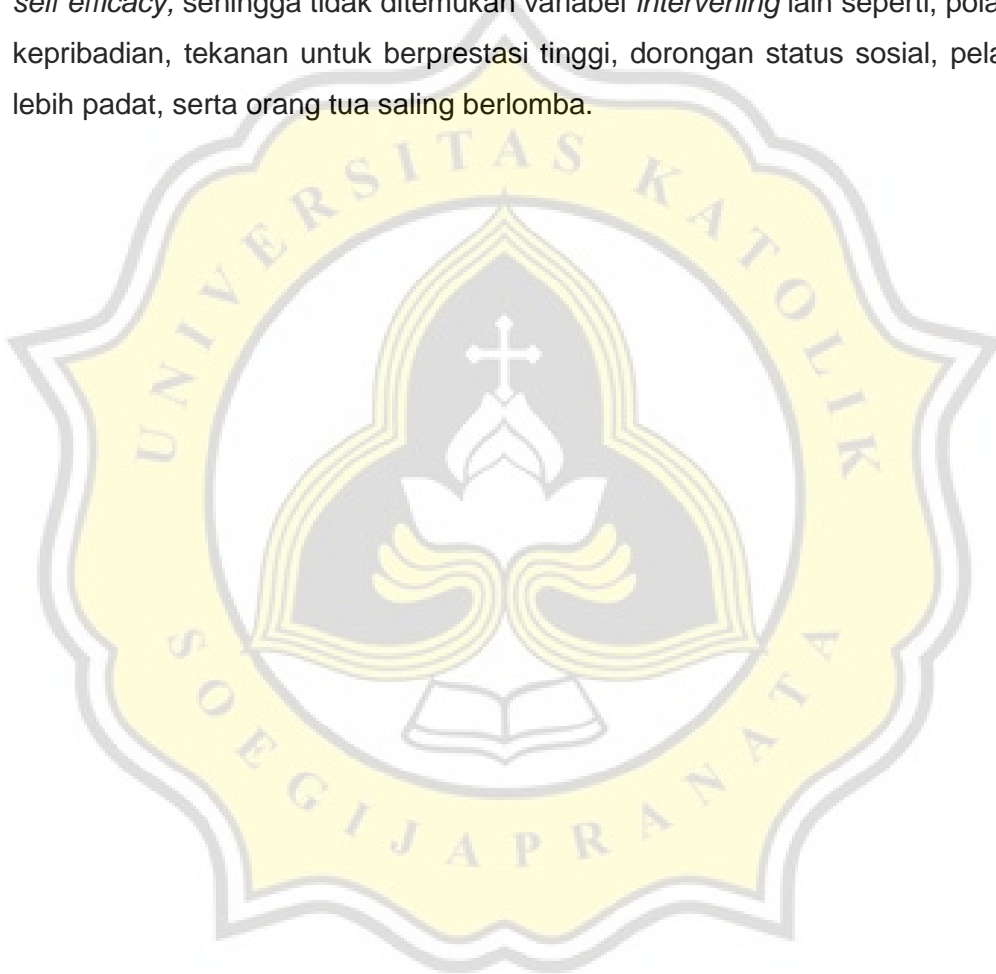 self efficacy, sehingga tidak ditemukan variabel intervening lain seperti, pola
kepribadian, tekanan untuk berprestasi tinggi, dorongan status sosial, pela
lebih padat, serta orang tua saling berlomba.
UNIVERSITAS KATOLIK
SOEGIJAPRANATA